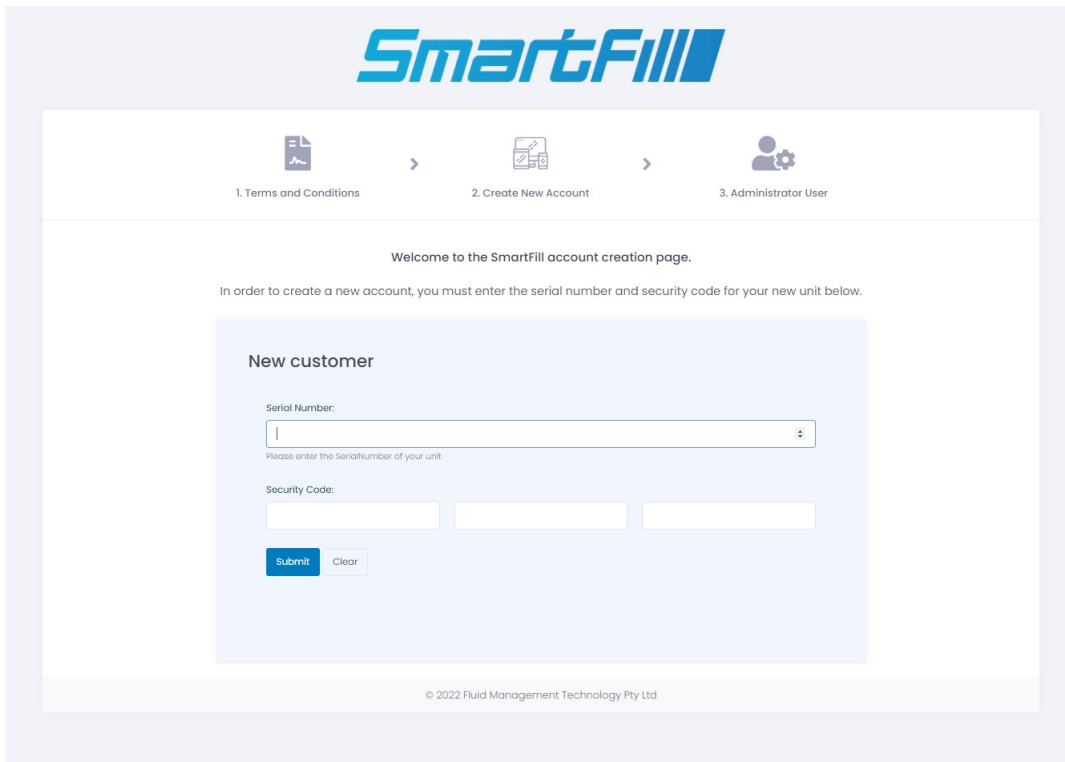 SmartFill
1. Terms and Conditions
2. Create New Account
3. Administrator User
Welcome to the SmartFill account creation page.
In order to create a new account, you must enter the serial number and security code for your new unit below.
New customer
Serial Number:
Please enter the SerialNumber of your unit
Security Code:
Submit Clear
© 2022 Fluid Management Technology Pty Ltd